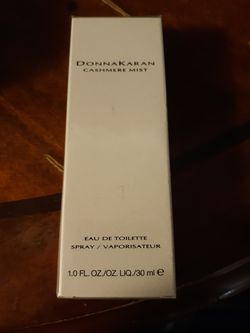 DONNAKARAN
CASHMERE MIST
EAU DE TOILETTE
SPRAY / VAPORISATEUR
1.0 FL. OZ./OZ. LIQ./30 ml ℮